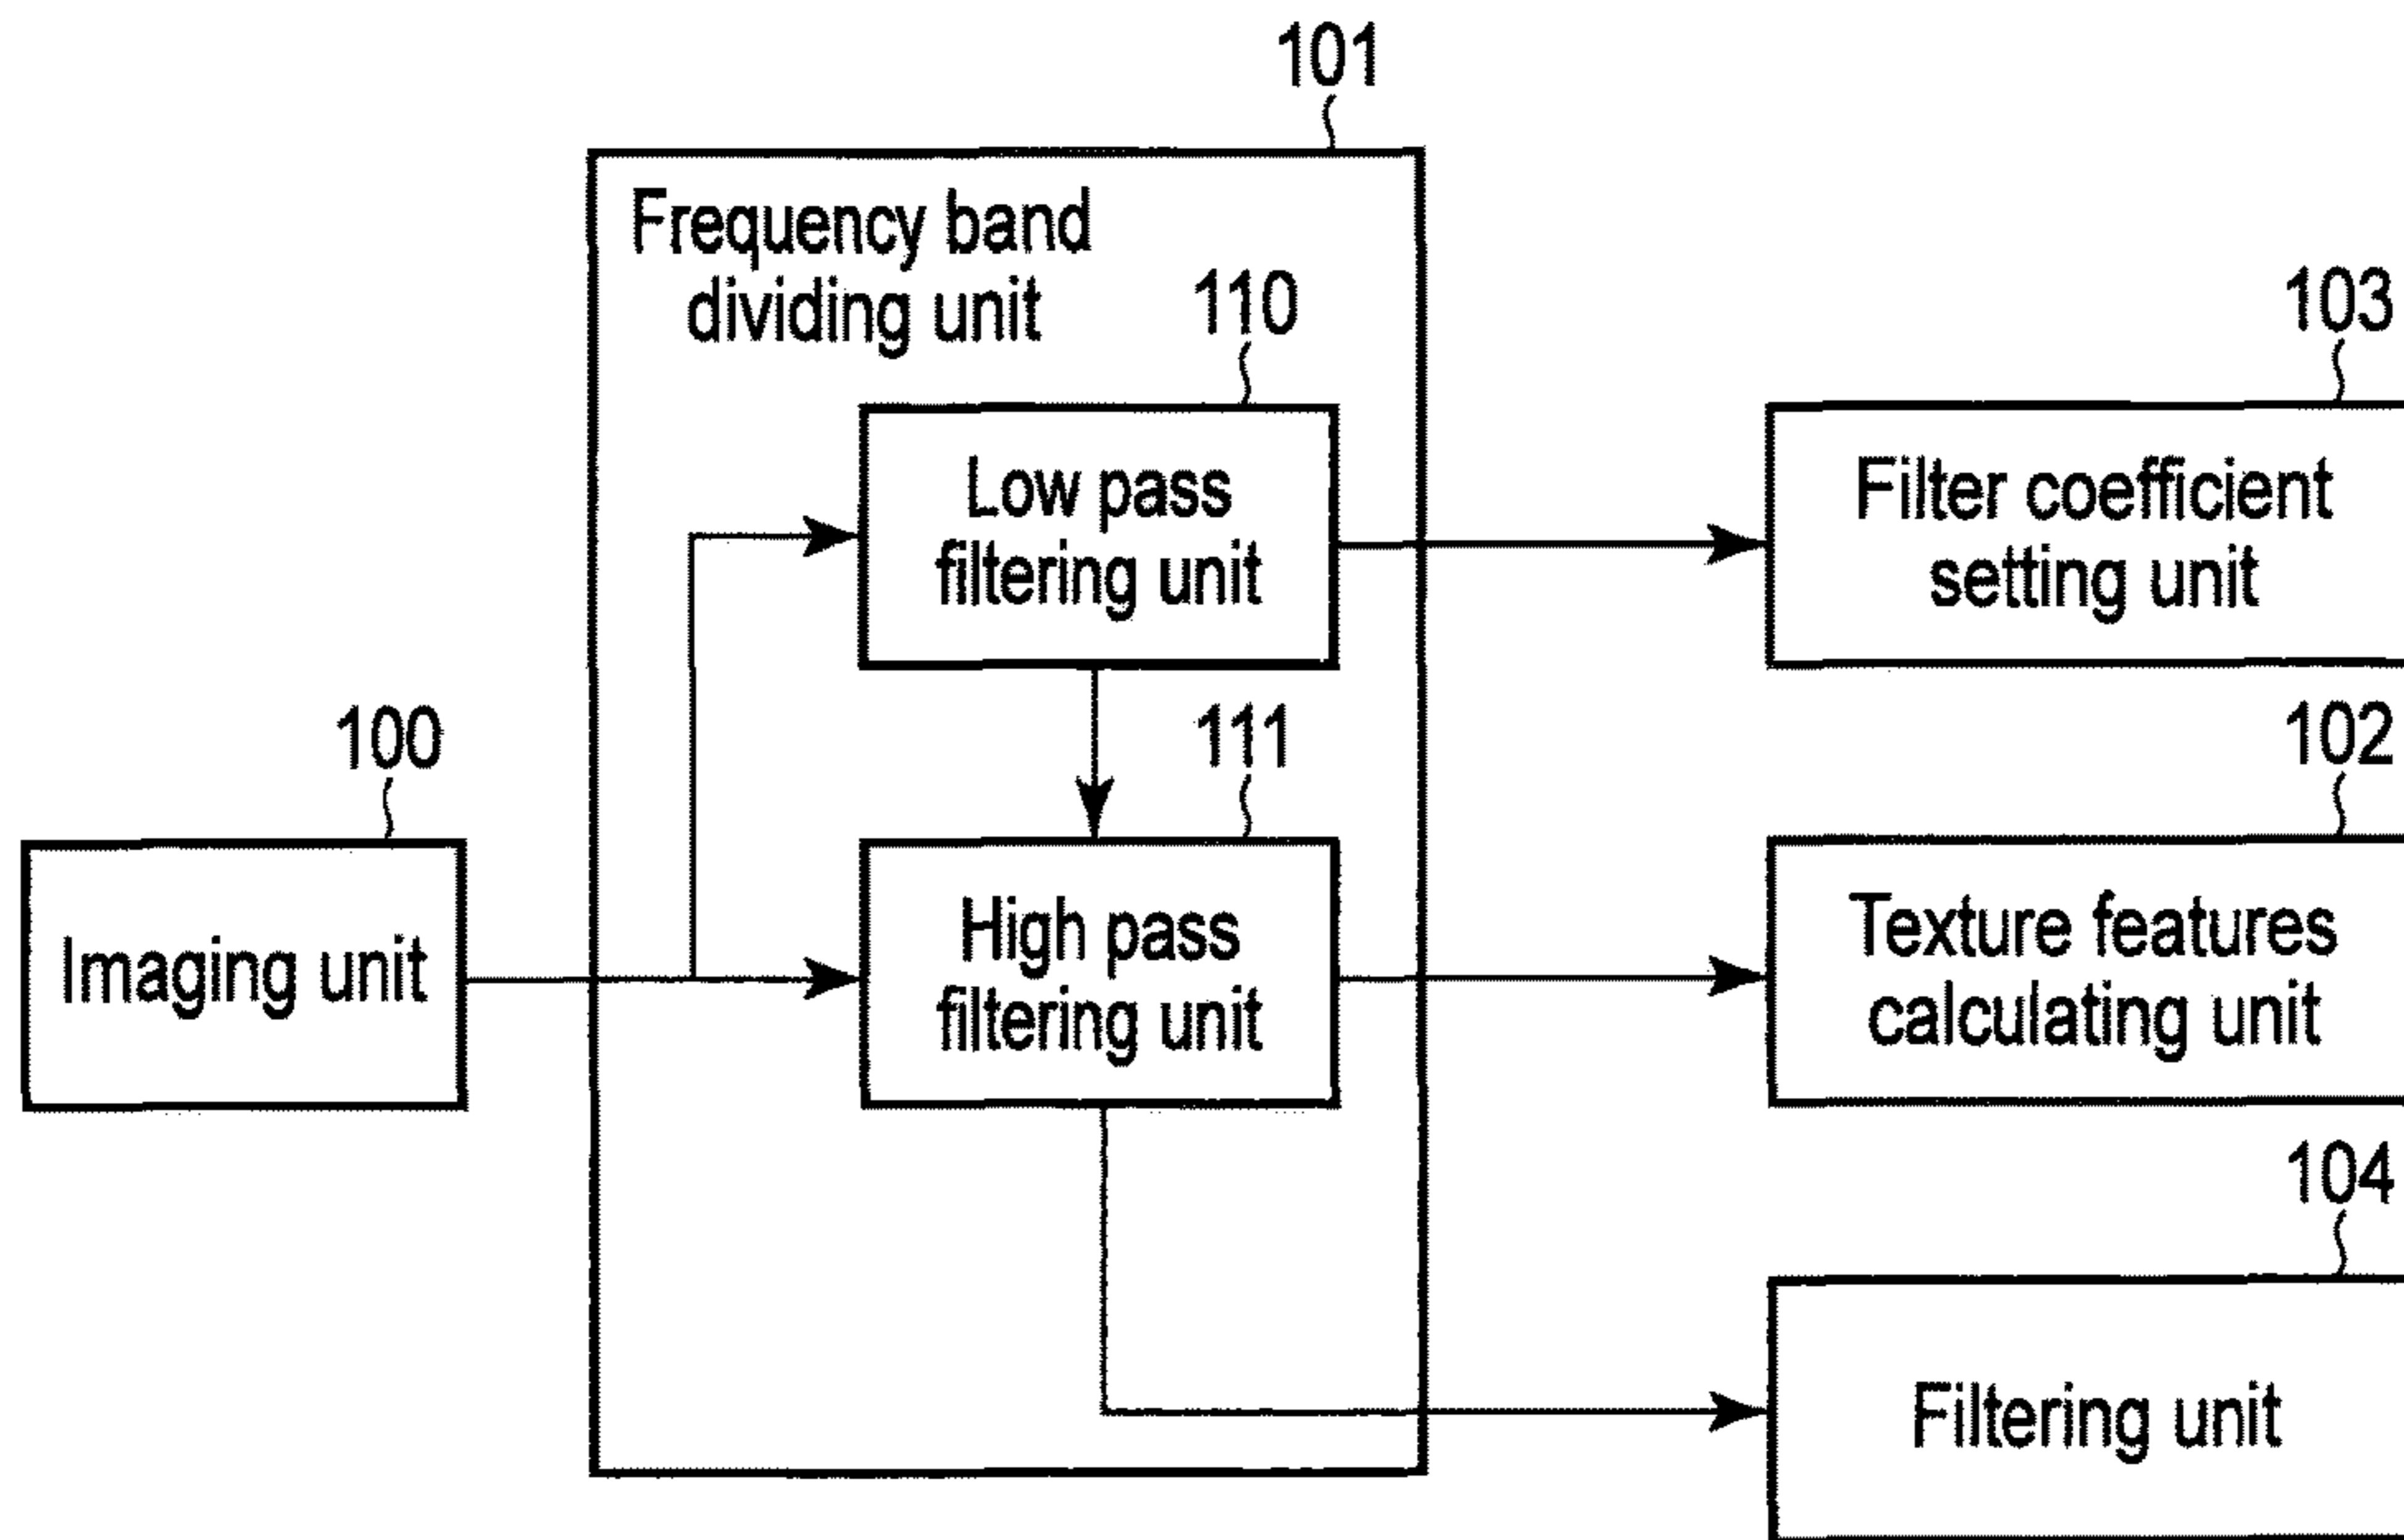 101
Frequency band
dividing unit
110
103
Low pass
filtering unit
Filter coefficient
setting unit
100
111
102
Imaging unit
High pass
filtering unit
Texture features
calculating unit
104
Filtering unit